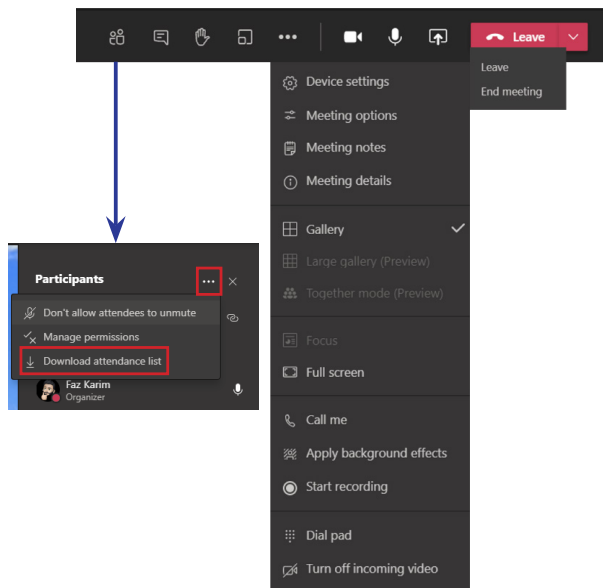 Leave
Leave
End meeting
Device settings
Meeting options
Meeting notes
Meeting details
Gallery
Large gallery (Preview)
Together mode (Preview)
Focus
Full screen
Call me
Apply background effects
Start recording
Dial pad
Turn off incoming video
Participants
Don't allow attendees to unmute
Manage permissions
Download attendance list
Faz Karim
Organizer